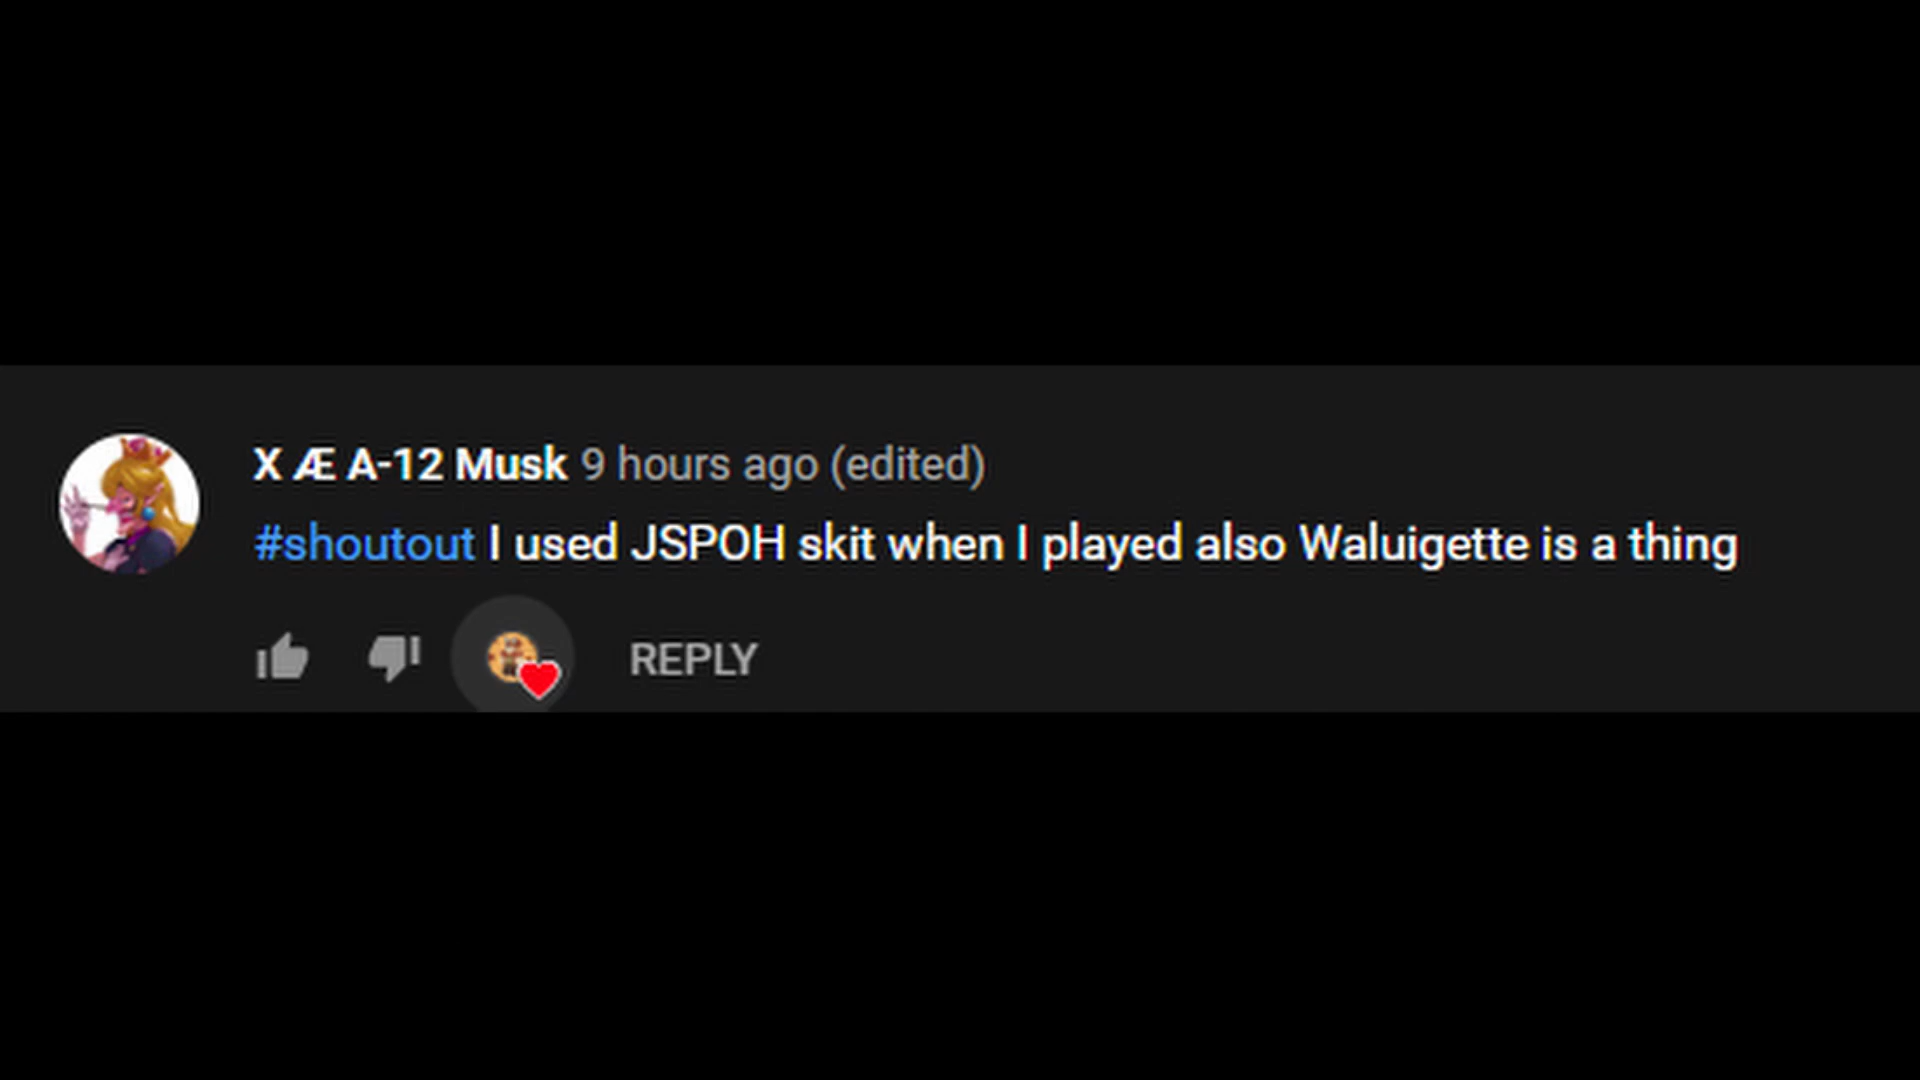 X Æ A-12 Musk 9 hours ago (edited)
#shoutout I used JSPOH skit when I played also Waluigette is a thing
REPLY